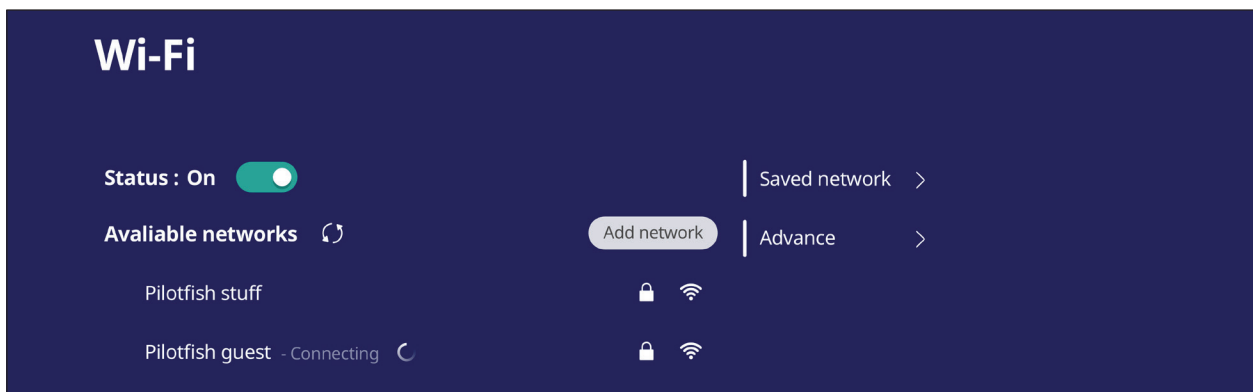 Wi-Fi
Status : On
Saved network
Avaliable networks
Add network
Advance
Pilotfish stuff
Pilotfish guest - Connecting